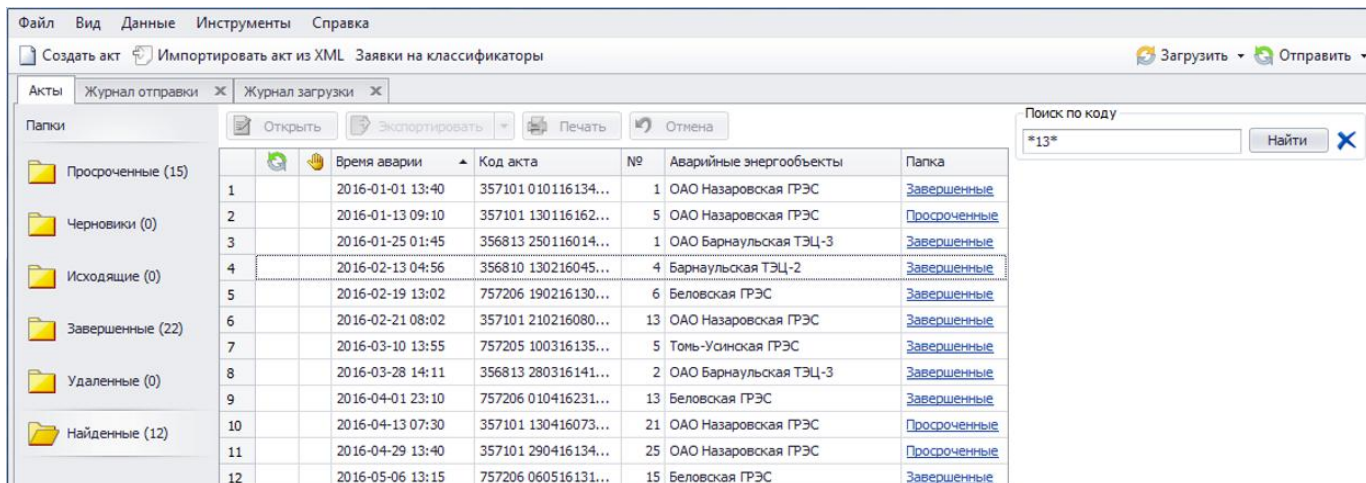 Файл Вид Данные Инструменты Справка
Создать акт Импортировать акт из XML Заявки на классификаторы Загрузить Отправить
Акты Журнал отправки Журнал загрузки
Папки
Просроченные (15)
Черновики (0)
Исходящие (0)
Завершенные (22)
Удаленные (0)
Найденные (12)
Открыть Экспортировать Печать Отмена
Время аварии Код акта № Аварийные энергообъекты Папка
1 2016-01-01 13:40 357101 010116134... 1 ОАО Назаровская ГРЭС Завершенные
2 2016-01-13 09:10 357101 130116162... 5 ОАО Назаровская ГРЭС Просроченные
3 2016-01-25 01:45 356813 250116014... 1 ОАО Барнаульская ТЭЦ-3 Завершенные
4 2016-02-13 04:56 356810 130216045... 4 Барнаульская ТЭЦ-2 Завершенные
5 2016-02-19 13:02 757206 190216130... 6 Беловская ГРЭС Завершенные
6 2016-02-21 08:02 357101 210216080... 13 ОАО Назаровская ГРЭС Завершенные
7 2016-03-10 13:55 757205 100316135... 5 Томь-Усинская ГРЭС Завершенные
8 2016-03-28 14:11 356813 280316141... 2 ОАО Барнаульская ТЭЦ-3 Завершенные
9 2016-04-01 23:10 757206 010416231... 13 Беловская ГРЭС Завершенные
10 2016-04-13 07:30 357101 130416073... 21 ОАО Назаровская ГРЭС Просроченные
11 2016-04-29 13:40 357101 290416134... 25 ОАО Назаровская ГРЭС Просроченные
12 2016-05-06 13:15 757206 060516131... 15 Беловская ГРЭС Завершенные
Поиск по коду
*13* Найти